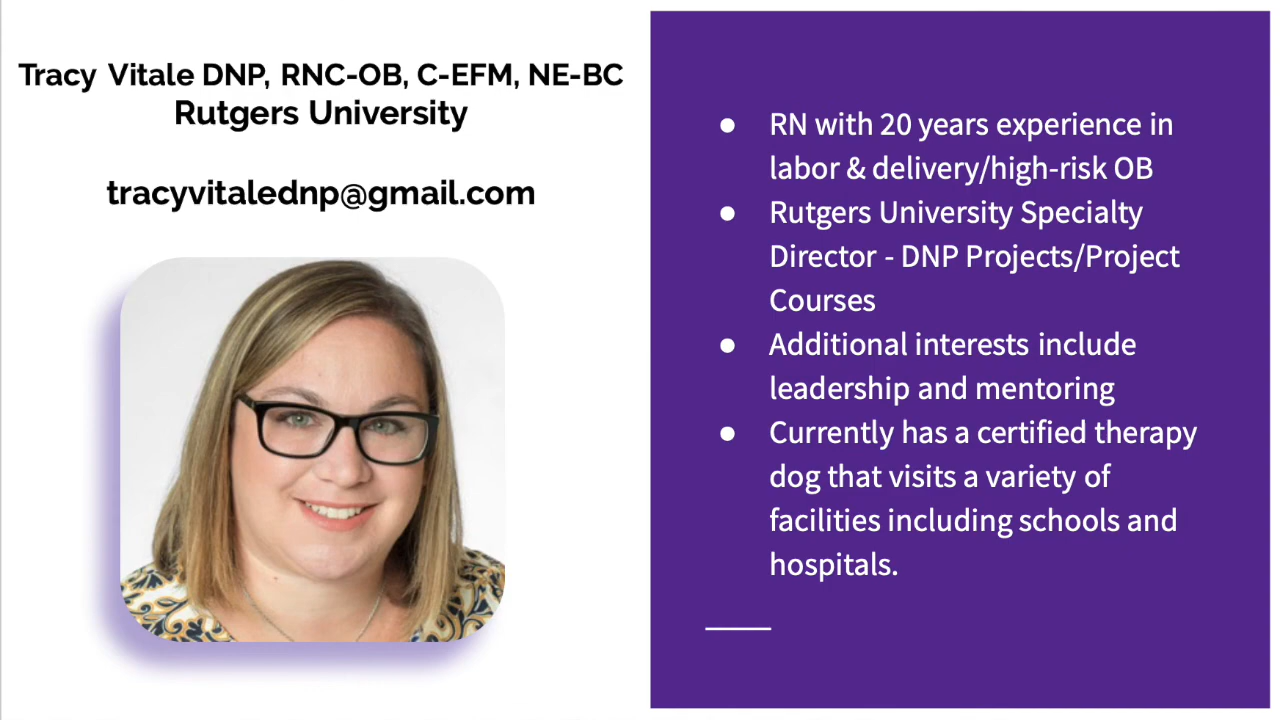 Tracy Vitale DNP, RNC-OB, C-EFM, NE-BC
Rutgers University
tracyvitalednp@gmail.com
● RN with 20 years experience in
labor & delivery/high-risk OB
● Rutgers University Specialty
Director - DNP Projects/Project
Courses
● Additional interests include
leadership and mentoring
● Currently has a certified therapy
dog that visits a variety of
facilities including schools and
hospitals.